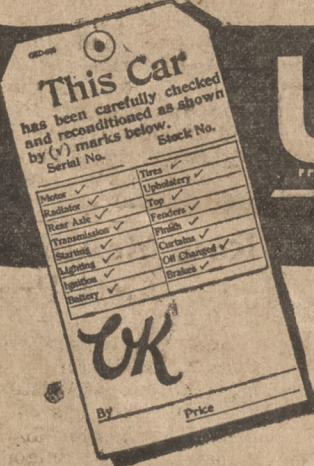 This Car
has been carefully checked
and reconditioned as shown
by (√) marks below.
Serial No. Stock No.
Motor ✓ Tires ✓
Radiator ✓ Upholstery ✓
Rear Axle ✓ Top ✓
Transmission ✓ Fenders ✓
Starting ✓ Finish ✓
Lighting ✓ Curtains ✓
Ignition ✓ Oil Changed ✓
Battery ✓ Brakes ✓
OK
By Price
U